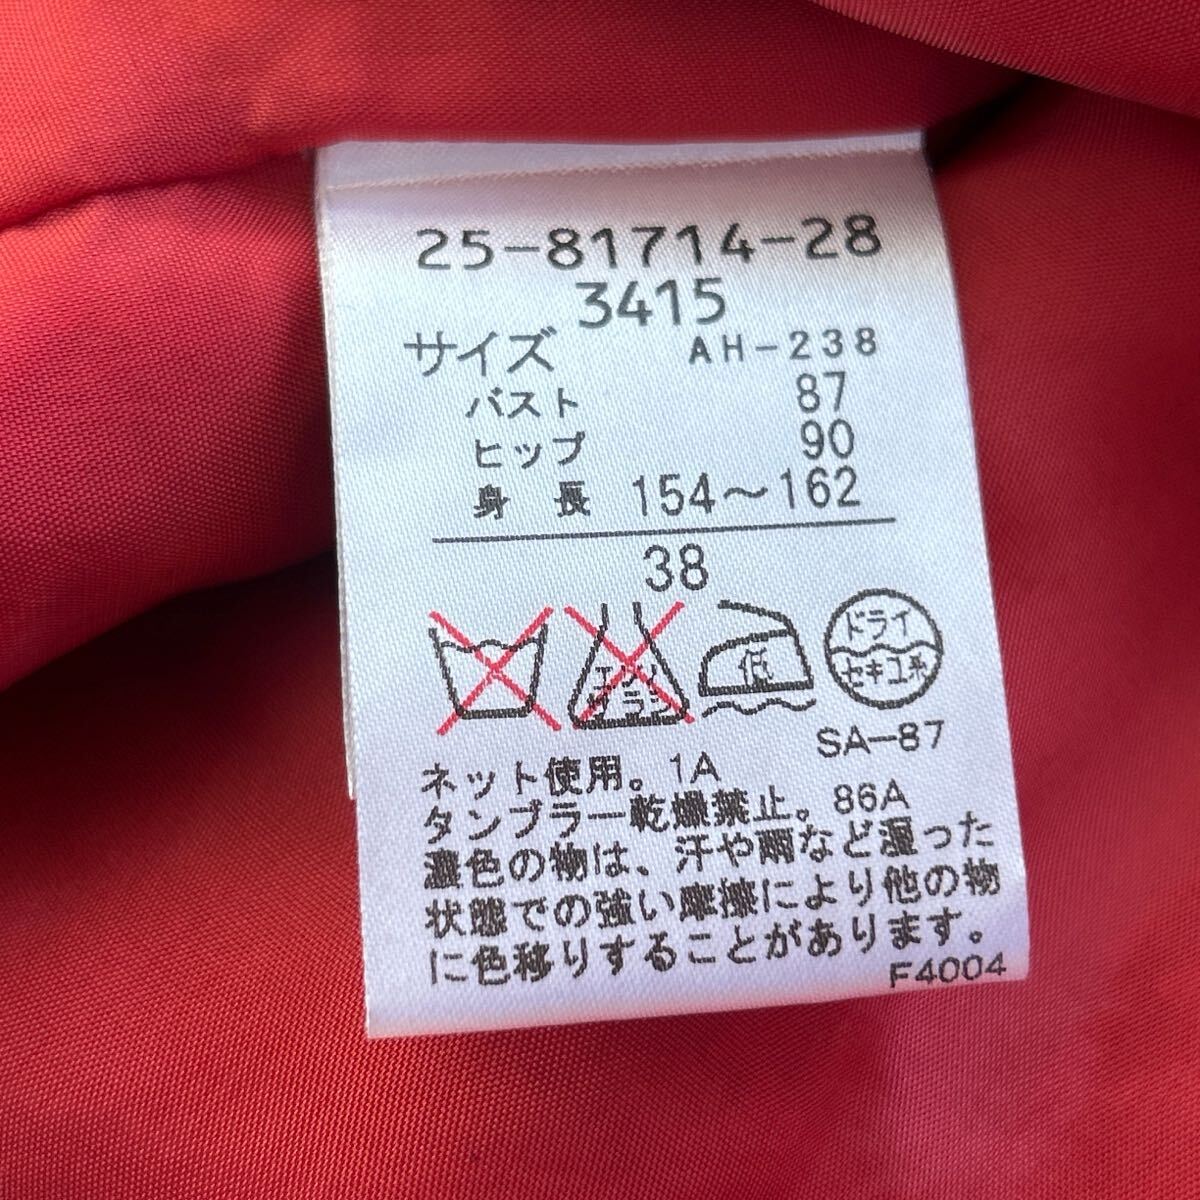 25-81714-28
3415
サイズ AH-238
バスト 87
ヒップ 90
身長 154〜162
38
エンソ
サラシ
低
ドライ
セキユ系
SA-87
ネット使用。1A
タンブラー乾燥禁止。86A
濃色の物は、汗や雨など湿った
状態での強い摩擦により他の物
に色移りすることがあります。
F4004